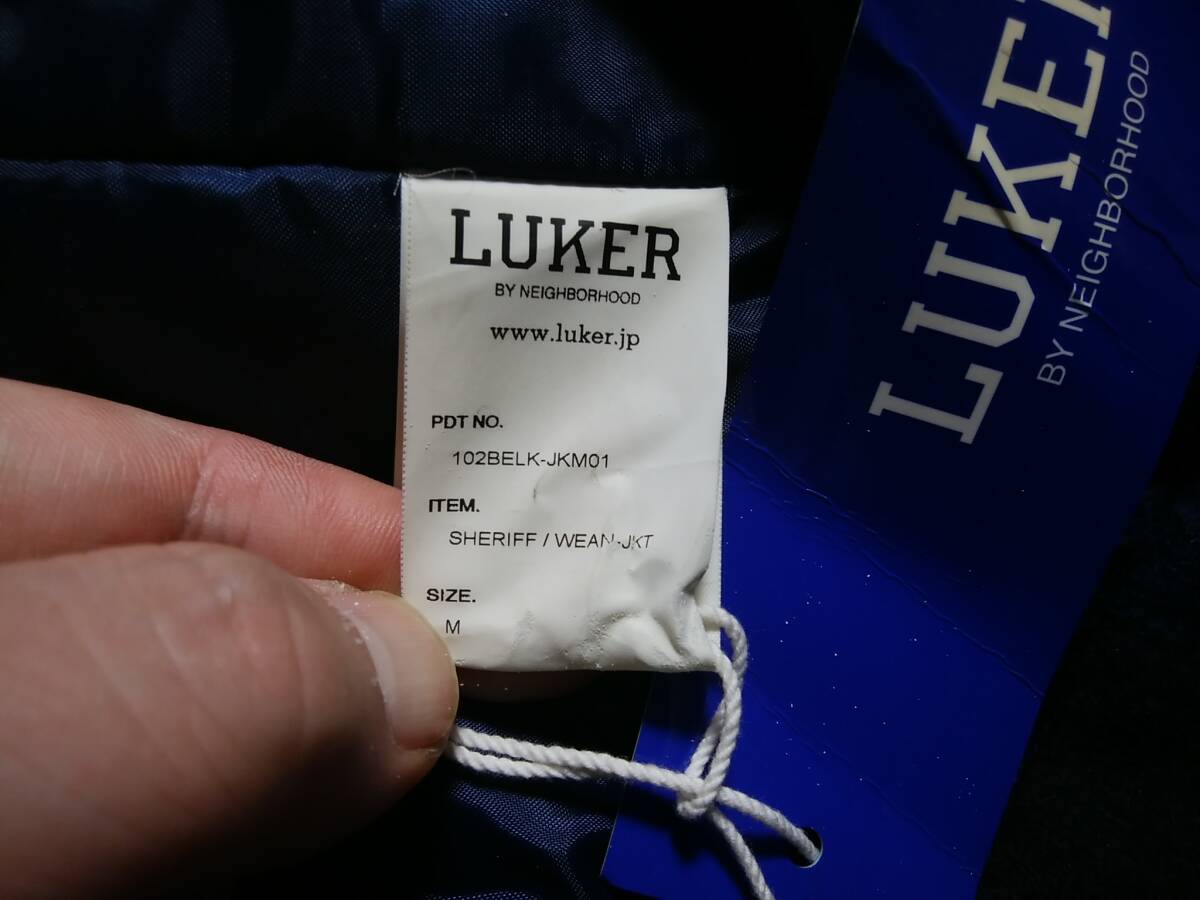 LUKER
BY NEIGHBORHOOD
www.luker.jp
PDT NO.
102BELK-JKM01
ITEM.
SHERIFF / WEAN-JKT
SIZE.
M
LUKER
BY NEIGHBORHOOD